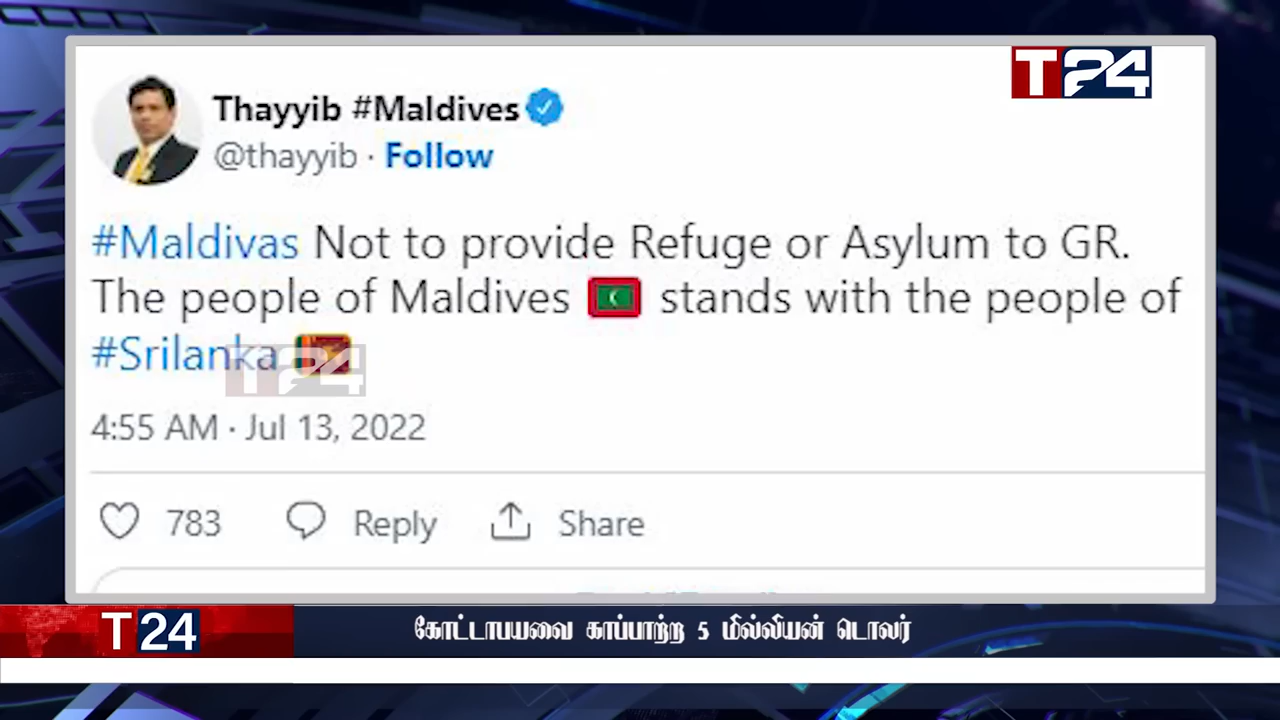 T24
Thayyib #Maldives
@thayyib · Follow
#Maldivas Not to provide Refuge or Asylum to GR.
The people of Maldives 🇲🇻 stands with the people of
#Srilanka 🇱🇰
T24
4:55 AM · Jul 13, 2022
783 Reply Share
T24 கோட்டாபயவை காப்பாற்ற 5 மில்லியன் டொலர்